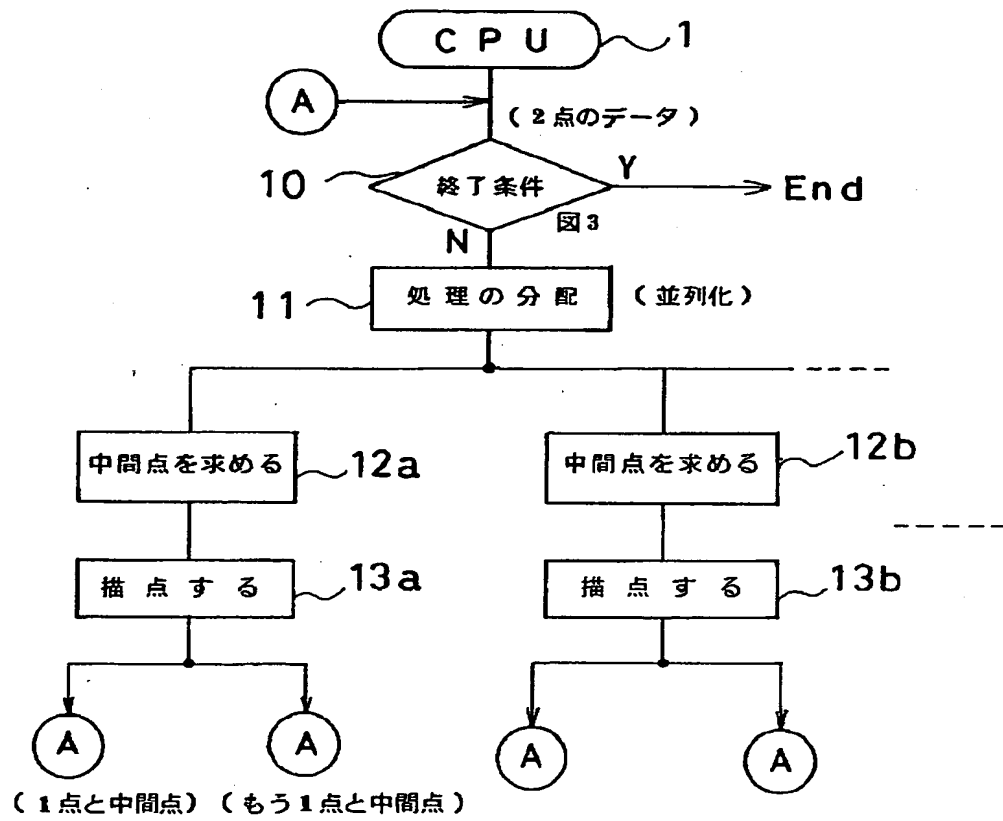 CPU
1
A
(2点のデータ)
10
終了条件
Y
End
図3
N
11
処理の分配
(並列化)
中間点を求める
12a
中間点を求める
12b
描点する
13a
描点する
13b
A
A
A
A
(1点と中間点)
(もう1点と中間点)